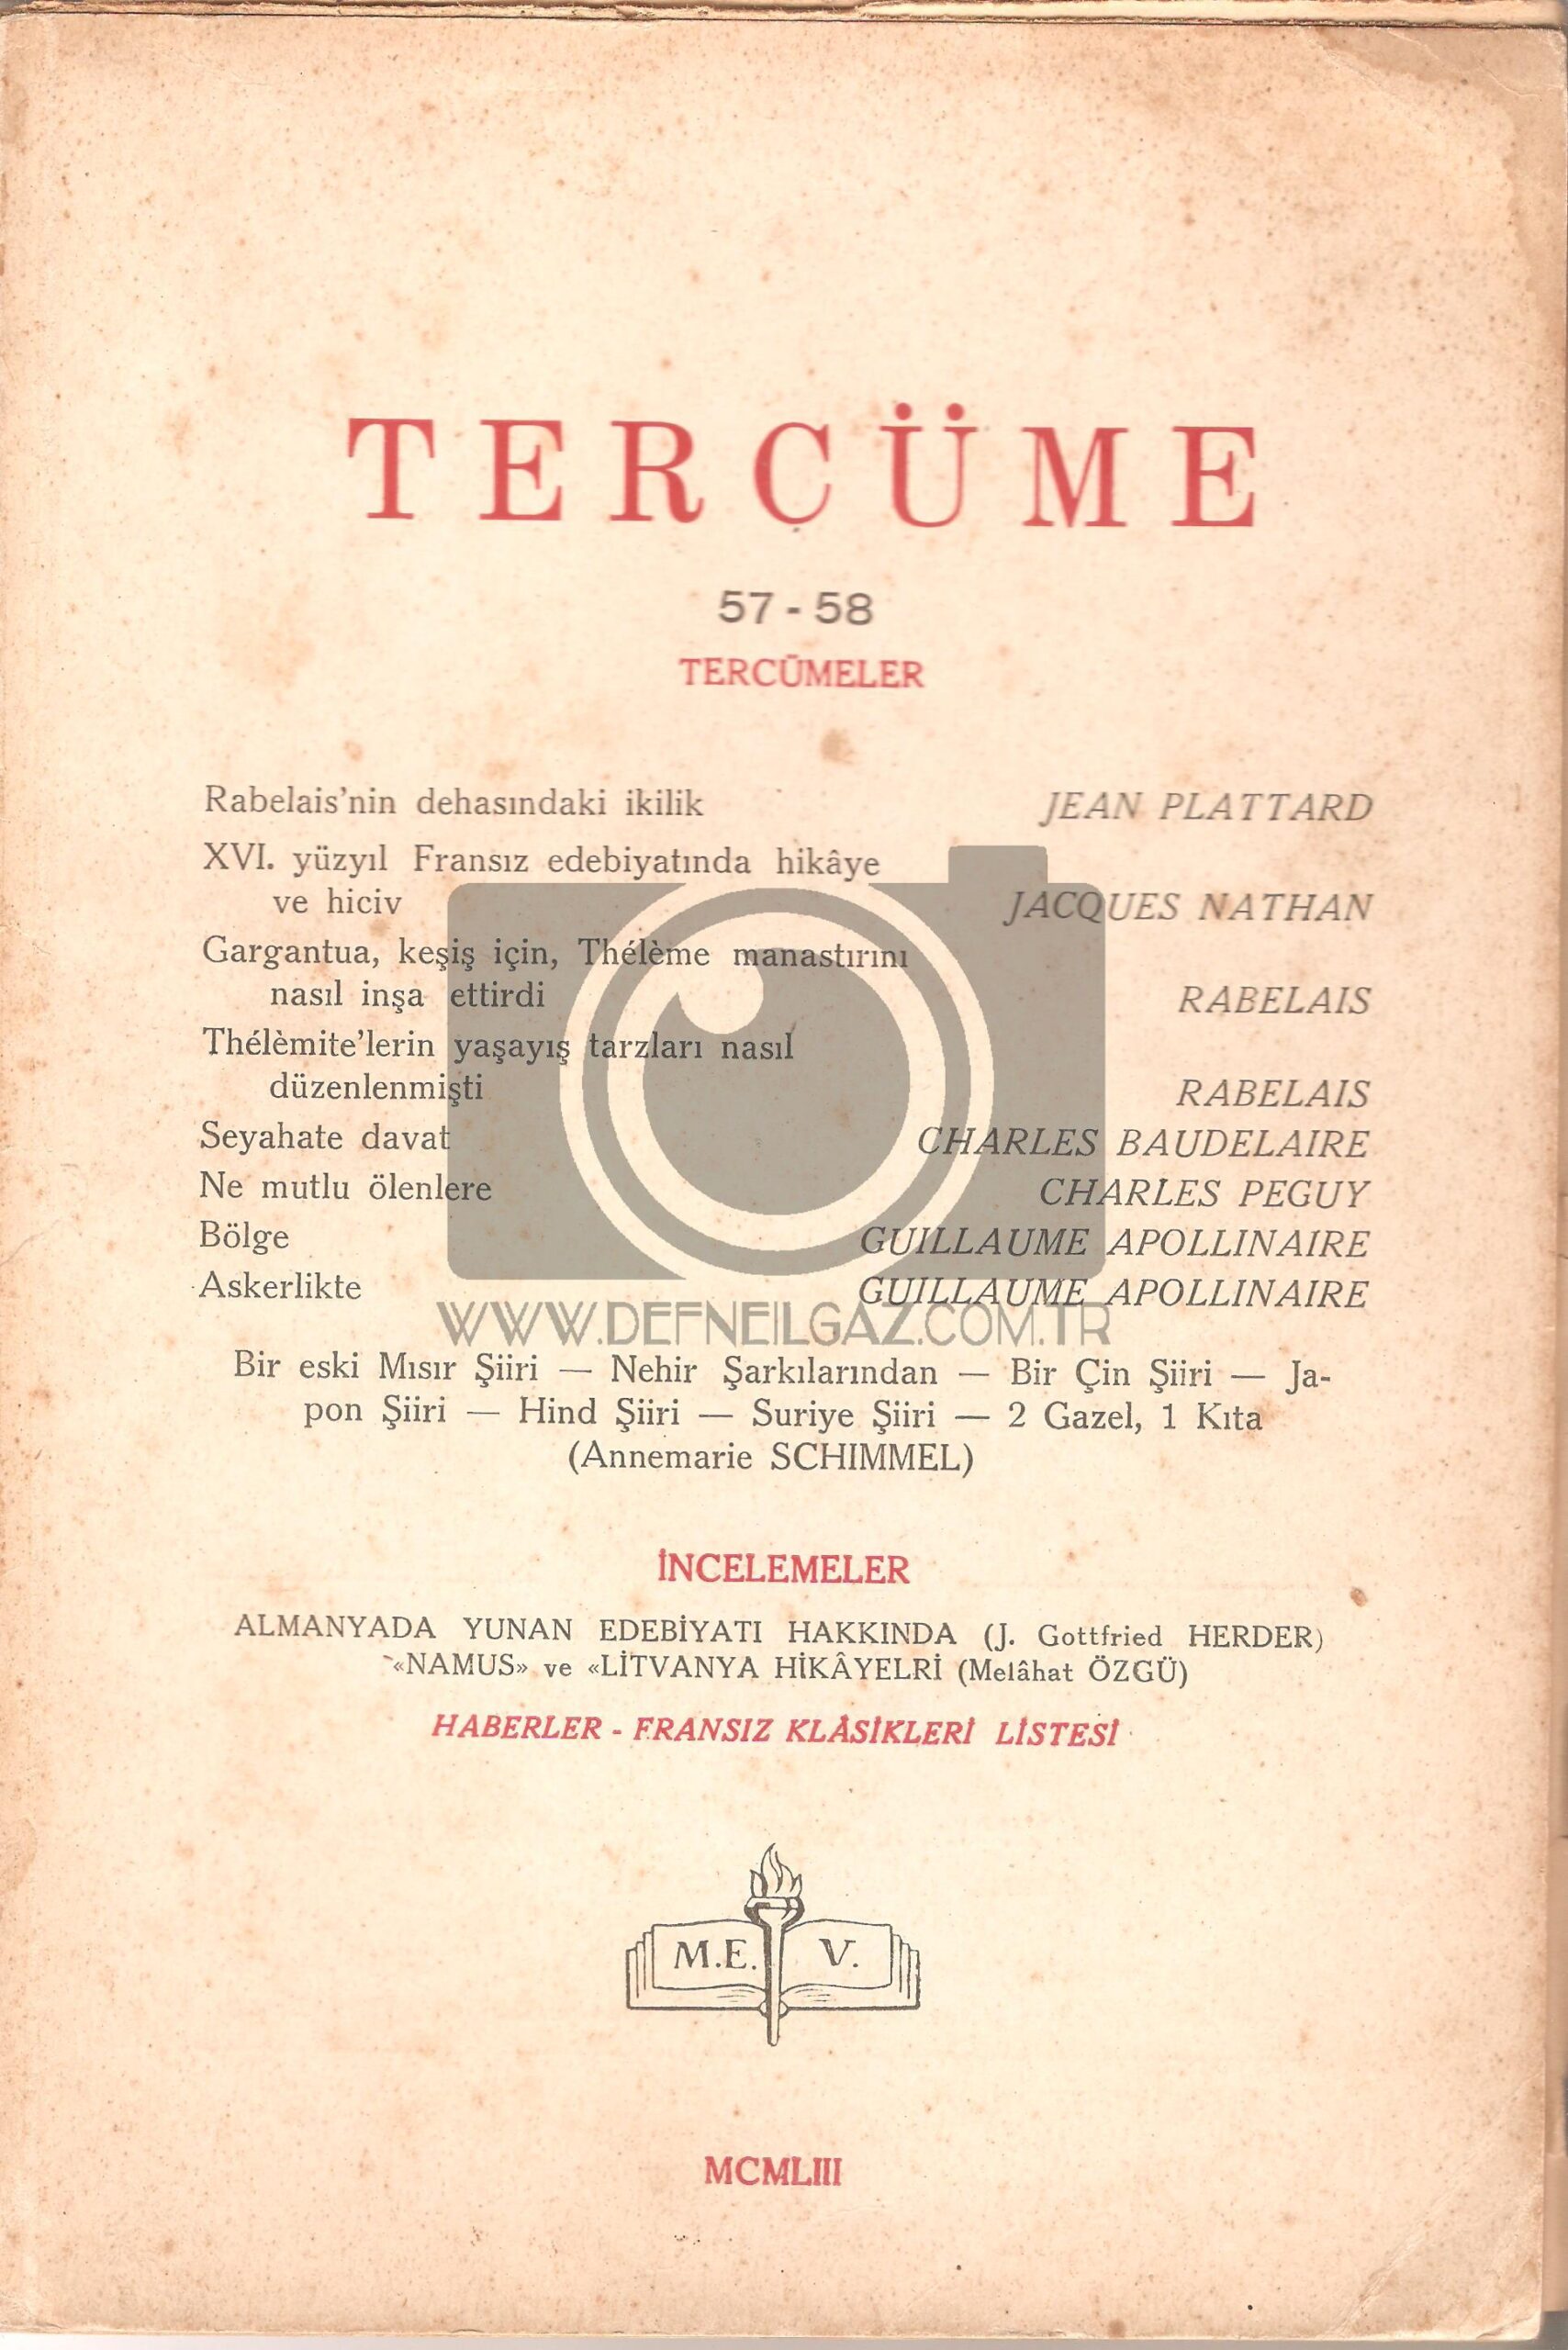 TERCÜME
57 - 58
TERCÜMELER
Rabelais'nin dehasındaki ikilik JEAN PLATTARD
XVI. yüzyıl Fransız edebiyatında hikâye
ve hiciv JACQUES NATHAN
Gargantua, keşiş için, Thélème manastırını
nasıl inşa ettirdi RABELAIS
Thélèmite'lerin yaşayış tarzları nasıl
düzenlenmişti RABELAIS
Seyahate davat CHARLES BAUDELAIRE
Ne mutlu ölenlere CHARLES PEGUY
Bölge GUILLAUME APOLLINAIRE
Askerlikte GUILLAUME APOLLINAIRE
WWW.DEFNEILGAZ.COM.TR
Bir eski Mısır Şiiri — Nehir Şarkılarından — Bir Çin Şiiri — Ja-
pon Şiiri — Hind Şiiri — Suriye Şiiri — 2 Gazel, 1 Kıta
(Annemarie SCHIMMEL)
İNCELEMELER
ALMANYADA YUNAN EDEBİYATI HAKKINDA (J. Gottfried HERDER)
«NAMUS» ve «LİTVANYA HİKÂYELRİ (Melâhat ÖZGÜ)
HABERLER - FRANSIZ KLÂSİKLERİ LİSTESİ
M.E. V.
MCMLIII